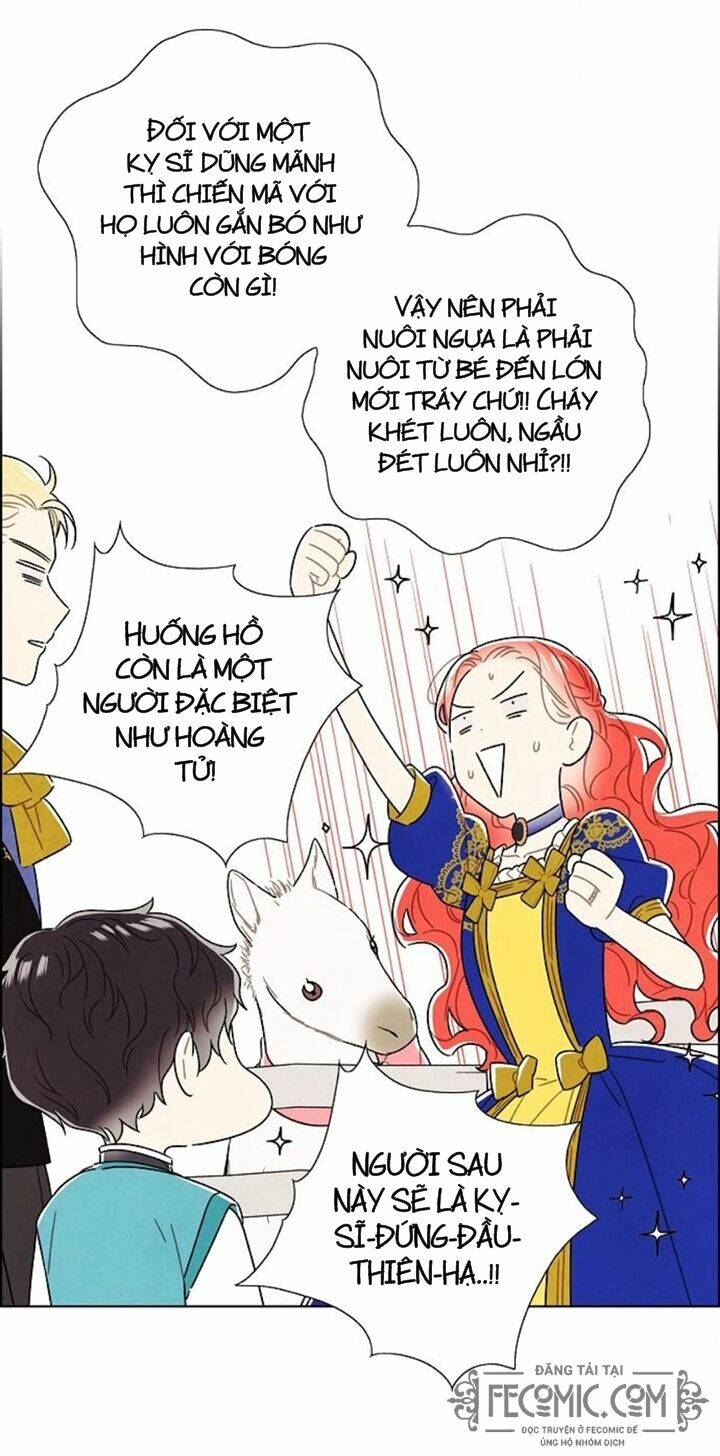 ĐỐI VỚI MỘT
KỴ SĨ DŨNG MÃNH
THÌ CHIẾN MÃ VỚI
HỌ LUÔN GẮN BÓ NHƯ
HÌNH VỚI BÓNG
CÒN GÌ!
VẬY NÊN PHẢI
NUÔI NGỰA LÀ PHẢI
NUÔI TỪ BÉ ĐẾN LỚN
MỚI TRÁY CHỨ!! CHÁY
KHÉT LUÔN, NGẦU
ĐÉT LUÔN NHỈ?!!
HUỐNG HỒ
CÒN LÀ MỘT
NGƯỜI ĐẶC BIỆT
NHƯ HOÀNG
TỬ!
NGƯỜI SAU
NÀY SẼ LÀ KỴ-
SĨ-ĐỨNG-ĐẦU-
THIÊN-HẠ..!!
ĐĂNG TẢI TẠI
FECOMIC.COM
ĐỌC TRUYỆN Ở FECOMIC ĐỂ
ỦNG HỘ NHÓM DỊCH